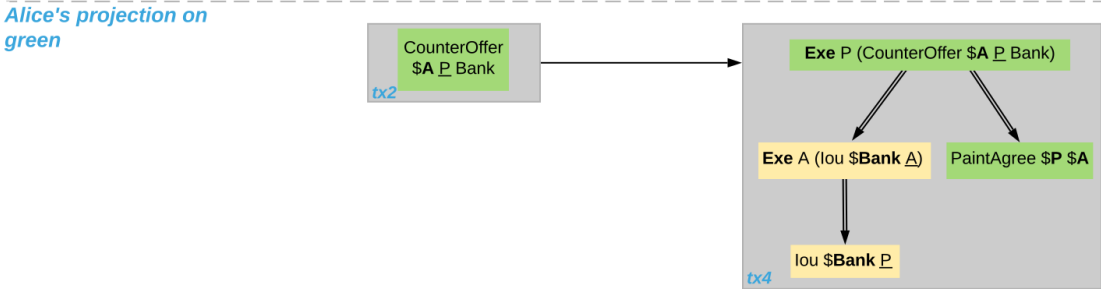 Alice's projection on
green
CounterOffer
$A P Bank
tx2
Exe P (CounterOffer $A P Bank)
Exe A (Iou $Bank A)
PaintAgree $P $A
Iou $Bank P
tx4